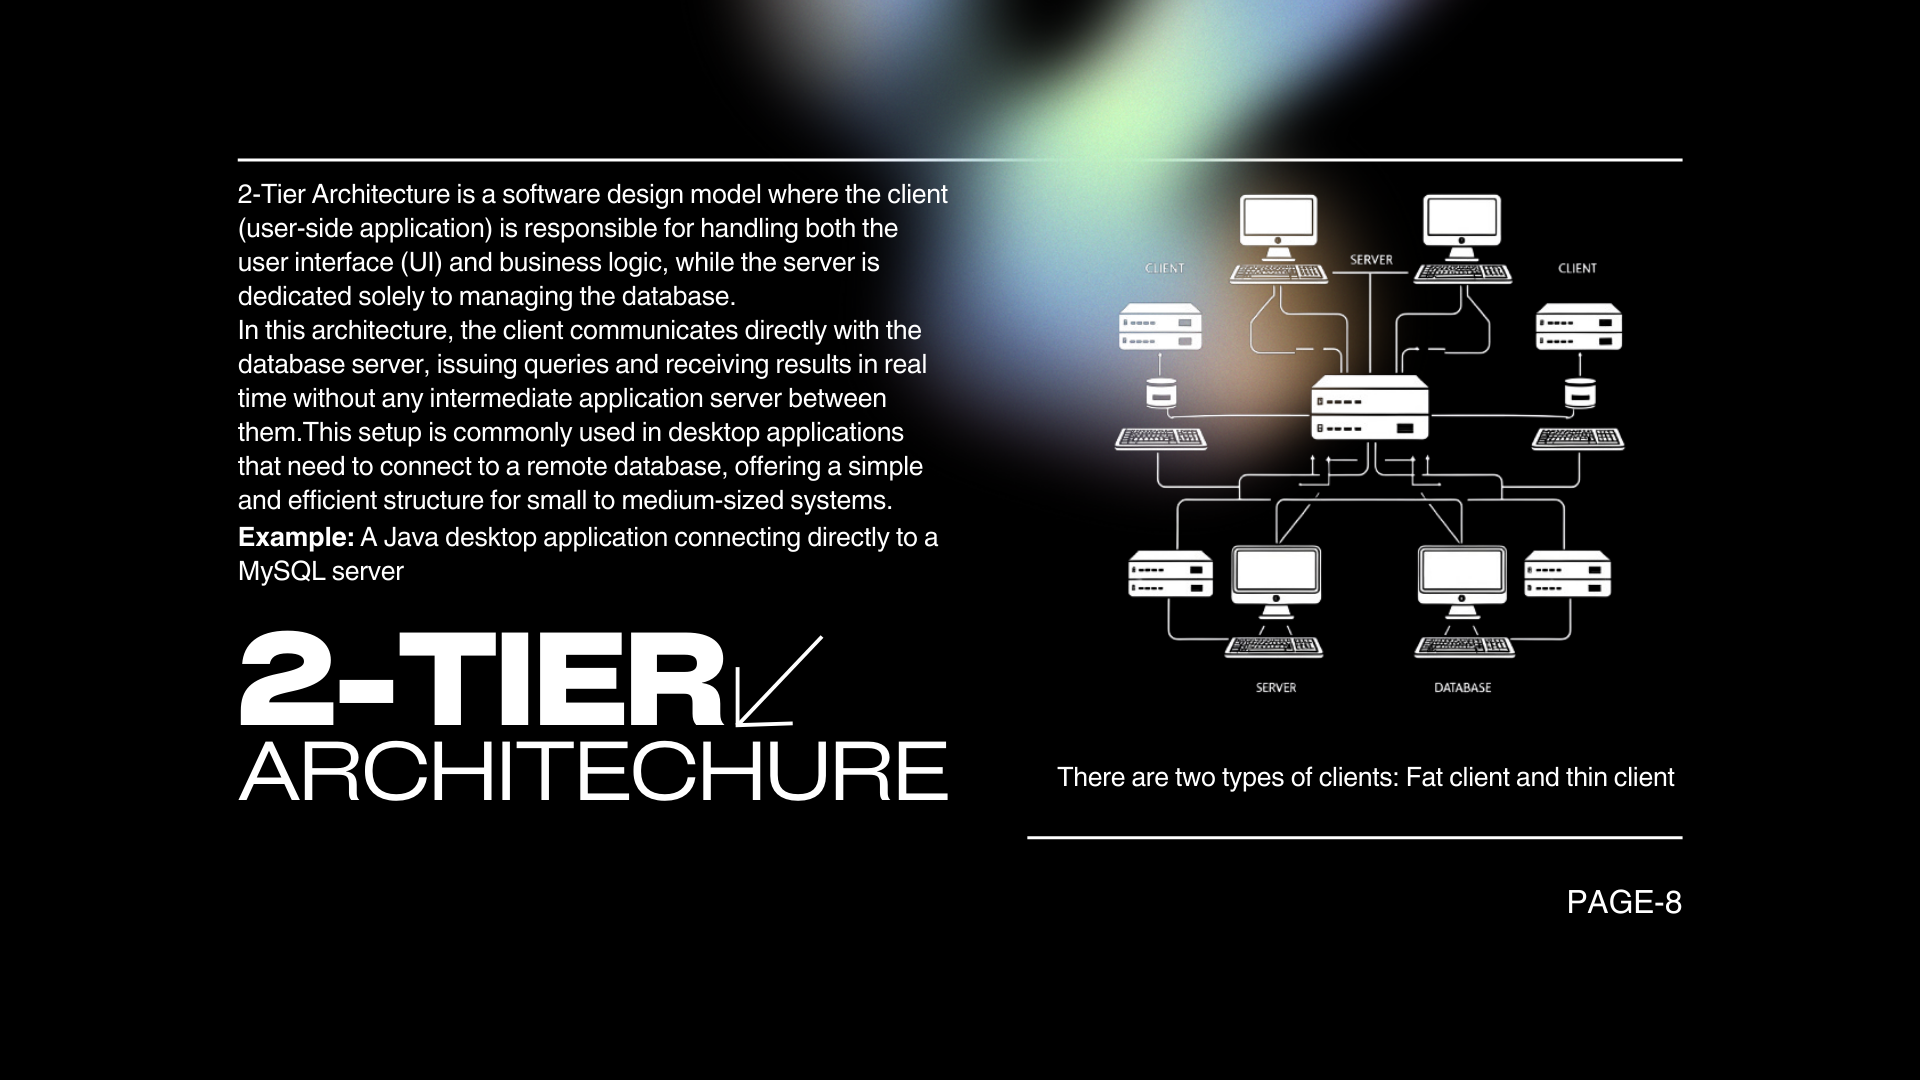 2-Tier Architecture is a software design model where the client
(user-side application) is responsible for handling both the
user interface (UI) and business logic, while the server is
dedicated solely to managing the database.
In this architecture, the client communicates directly with the
database server, issuing queries and receiving results in real
time without any intermediate application server between
them.This setup is commonly used in desktop applications
that need to connect to a remote database, offering a simple
and efficient structure for small to medium-sized systems.
Example: A Java desktop application connecting directly to a
MySQL server
2-TIER
ARCHITECHURE
CLIENT
SERVER
CLIENT
SERVER
DATABASE
There are two types of clients: Fat client and thin client
PAGE-8